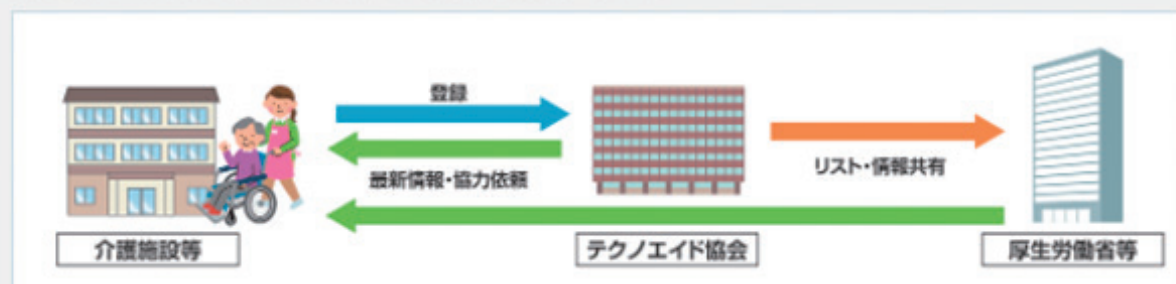 登録
最新情報・協力依頼
リスト・情報共有
介護施設等
テクノエイド協会
厚生労働省等